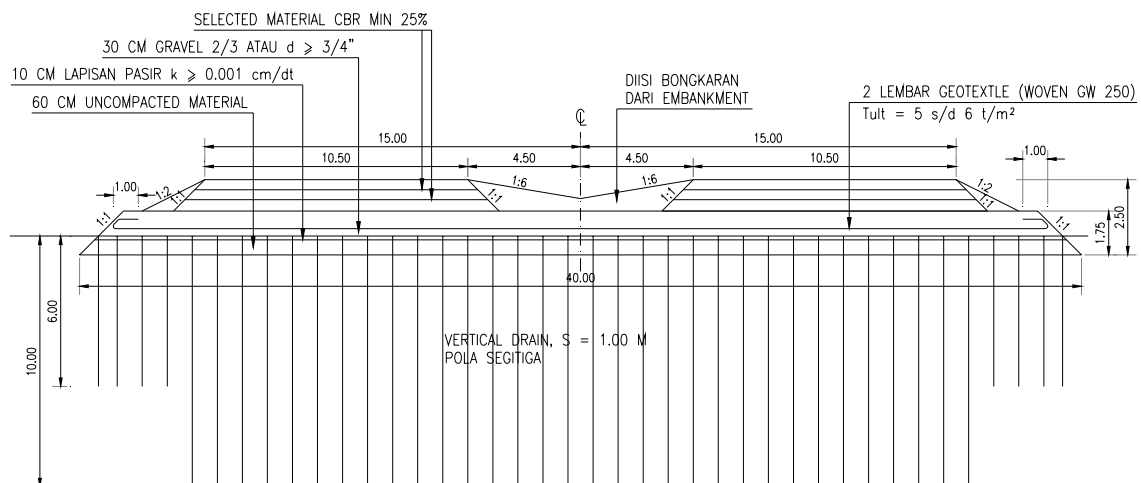 SELECTED MATERIAL CBR MIN 25%
30 CM GRAVEL 2/3 ATAU d ⩾ 3/4"
10 CM LAPISAN PASIR k ⩾ 0.001 cm/dt
60 CM UNCOMPACTED MATERIAL
DIISI BONGKARAN
DARI EMBANKMENT
2 LEMBAR GEOTEXTLE (WOVEN GW 250)
Tult = 5 s/d 6 t/m²
CL
15.00
15.00
10.50
4.50
4.50
10.50
1.00
1.00
1:2
1:1
1:1
1:6
1:6
1:1
1:2
1:1
1:1
1:1
1.75
2.50
40.00
6.00
10.00
VERTICAL DRAIN, S = 1.00 M
POLA SEGITIGA